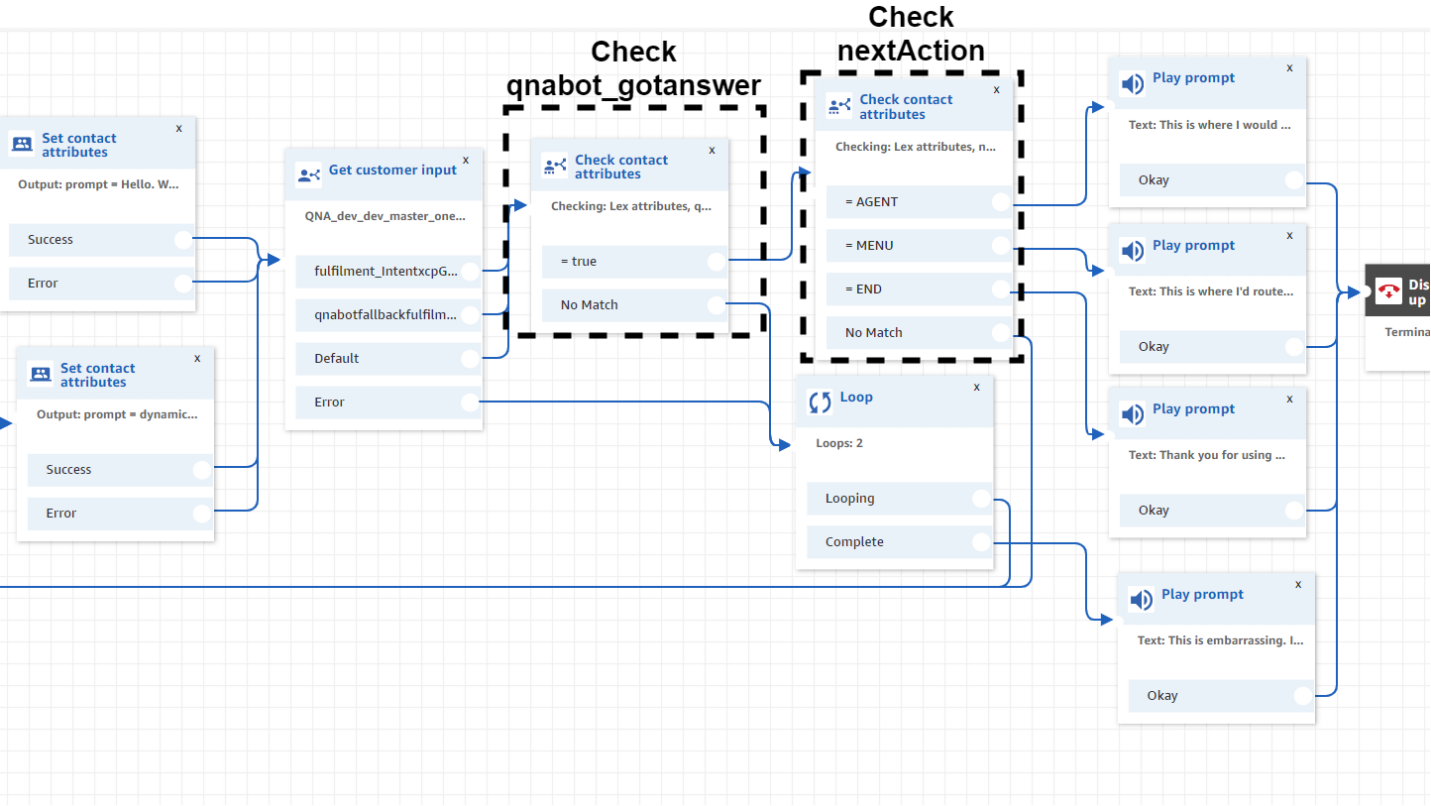 Check
qnabot_gotanswer
Check
nextAction
Set contact
attributes
x
Output: prompt = Hello. W...
Success
Error
Set contact
attributes
x
Output: prompt = dynamic...
Success
Error
Get customer input
x
QNA_dev_dev_master_one...
fulfilment_IntentxcpG...
qnabotfallbackfulfilm...
Default
Error
Check contact
attributes
x
Checking: Lex attributes, q...
= true
No Match
Check contact
attributes
x
Checking: Lex attributes, n...
= AGENT
= MENU
= END
No Match
Loop
x
Loops: 2
Looping
Complete
Play prompt
x
Text: This is where I would ...
Okay
Play prompt
x
Text: This is where I'd route...
Okay
Play prompt
x
Text: Thank you for using ...
Okay
Play prompt
x
Text: This is embarrassing. I...
Okay
Dis
up
Termina